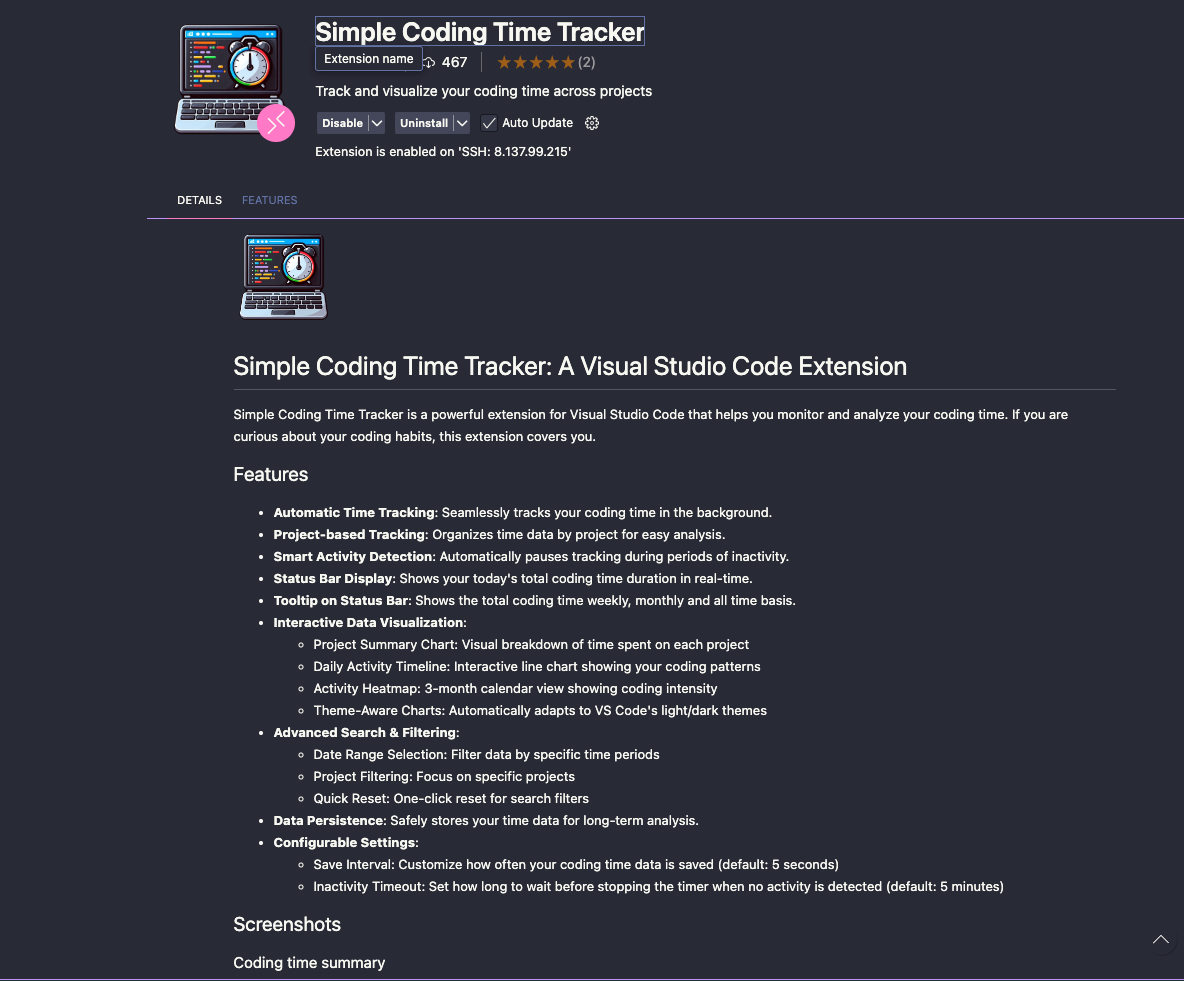 Simple Coding Time Tracker
Extension name
467
(2)
Track and visualize your coding time across projects
Disable
Uninstall
Auto Update
Extension is enabled on 'SSH: 8.137.99.215'
DETAILS
FEATURES
Simple Coding Time Tracker: A Visual Studio Code Extension
Simple Coding Time Tracker is a powerful extension for Visual Studio Code that helps you monitor and analyze your coding time. If you are
curious about your coding habits, this extension covers you.
Features
• Automatic Time Tracking: Seamlessly tracks your coding time in the background.
• Project-based Tracking: Organizes time data by project for easy analysis.
• Smart Activity Detection: Automatically pauses tracking during periods of inactivity.
• Status Bar Display: Shows your today's total coding time duration in real-time.
• Tooltip on Status Bar: Shows the total coding time weekly, monthly and all time basis.
• Interactive Data Visualization:
◦ Project Summary Chart: Visual breakdown of time spent on each project
◦ Daily Activity Timeline: Interactive line chart showing your coding patterns
◦ Activity Heatmap: 3-month calendar view showing coding intensity
◦ Theme-Aware Charts: Automatically adapts to VS Code's light/dark themes
• Advanced Search & Filtering:
◦ Date Range Selection: Filter data by specific time periods
◦ Project Filtering: Focus on specific projects
◦ Quick Reset: One-click reset for search filters
• Data Persistence: Safely stores your time data for long-term analysis.
• Configurable Settings:
◦ Save Interval: Customize how often your coding time data is saved (default: 5 seconds)
◦ Inactivity Timeout: Set how long to wait before stopping the timer when no activity is detected (default: 5 minutes)
Screenshots
Coding time summary